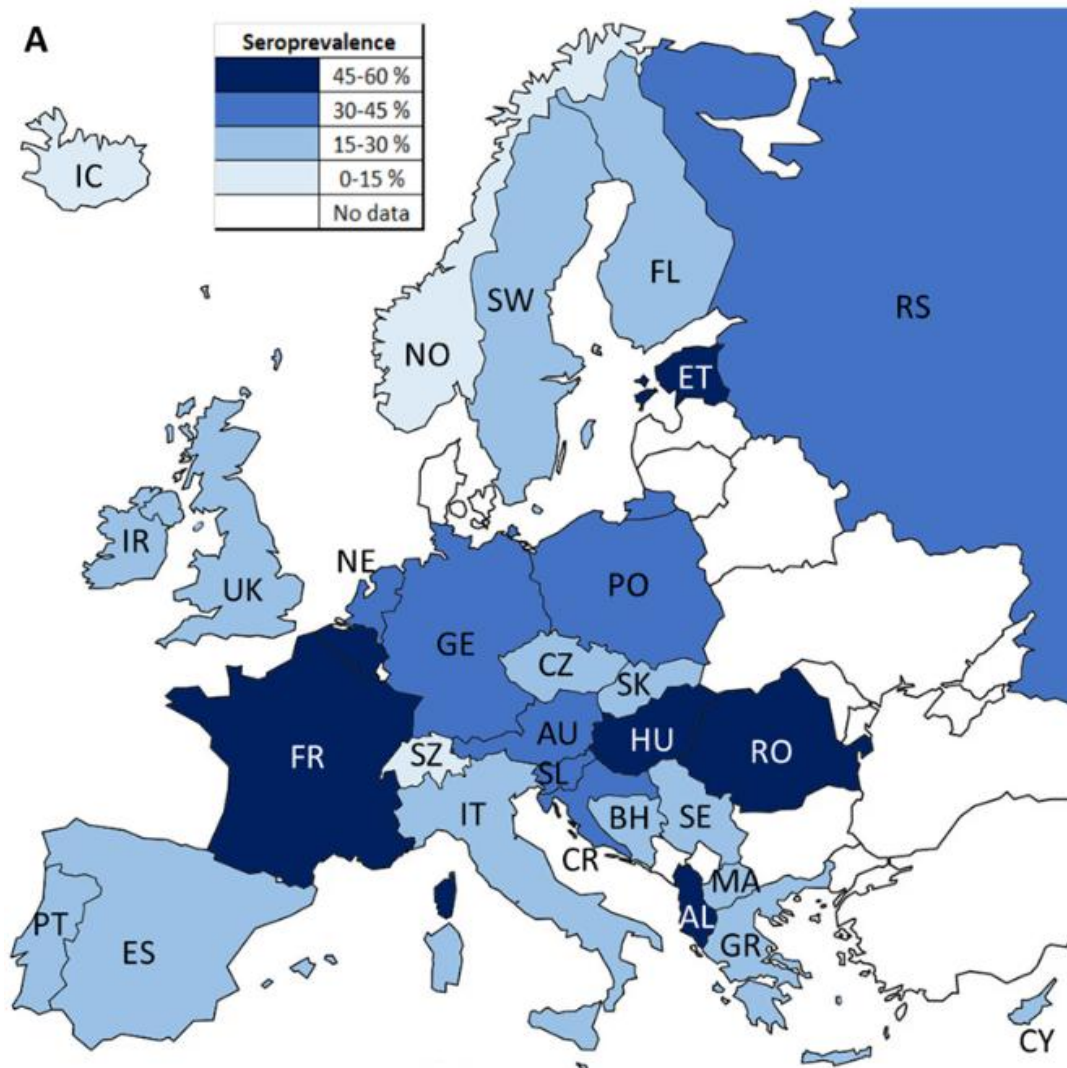 A
Seroprevalence
45-60 %
30-45 %
15-30 %
0-15 %
No data
IC
FL
SW
RS
NO
ET
IR
NE
UK
PO
GE
CZ
SK
AU
HU
FR
SZ
RO
SL
IT
BH
SE
CR
MA
PT
AL
ES
GR
CY